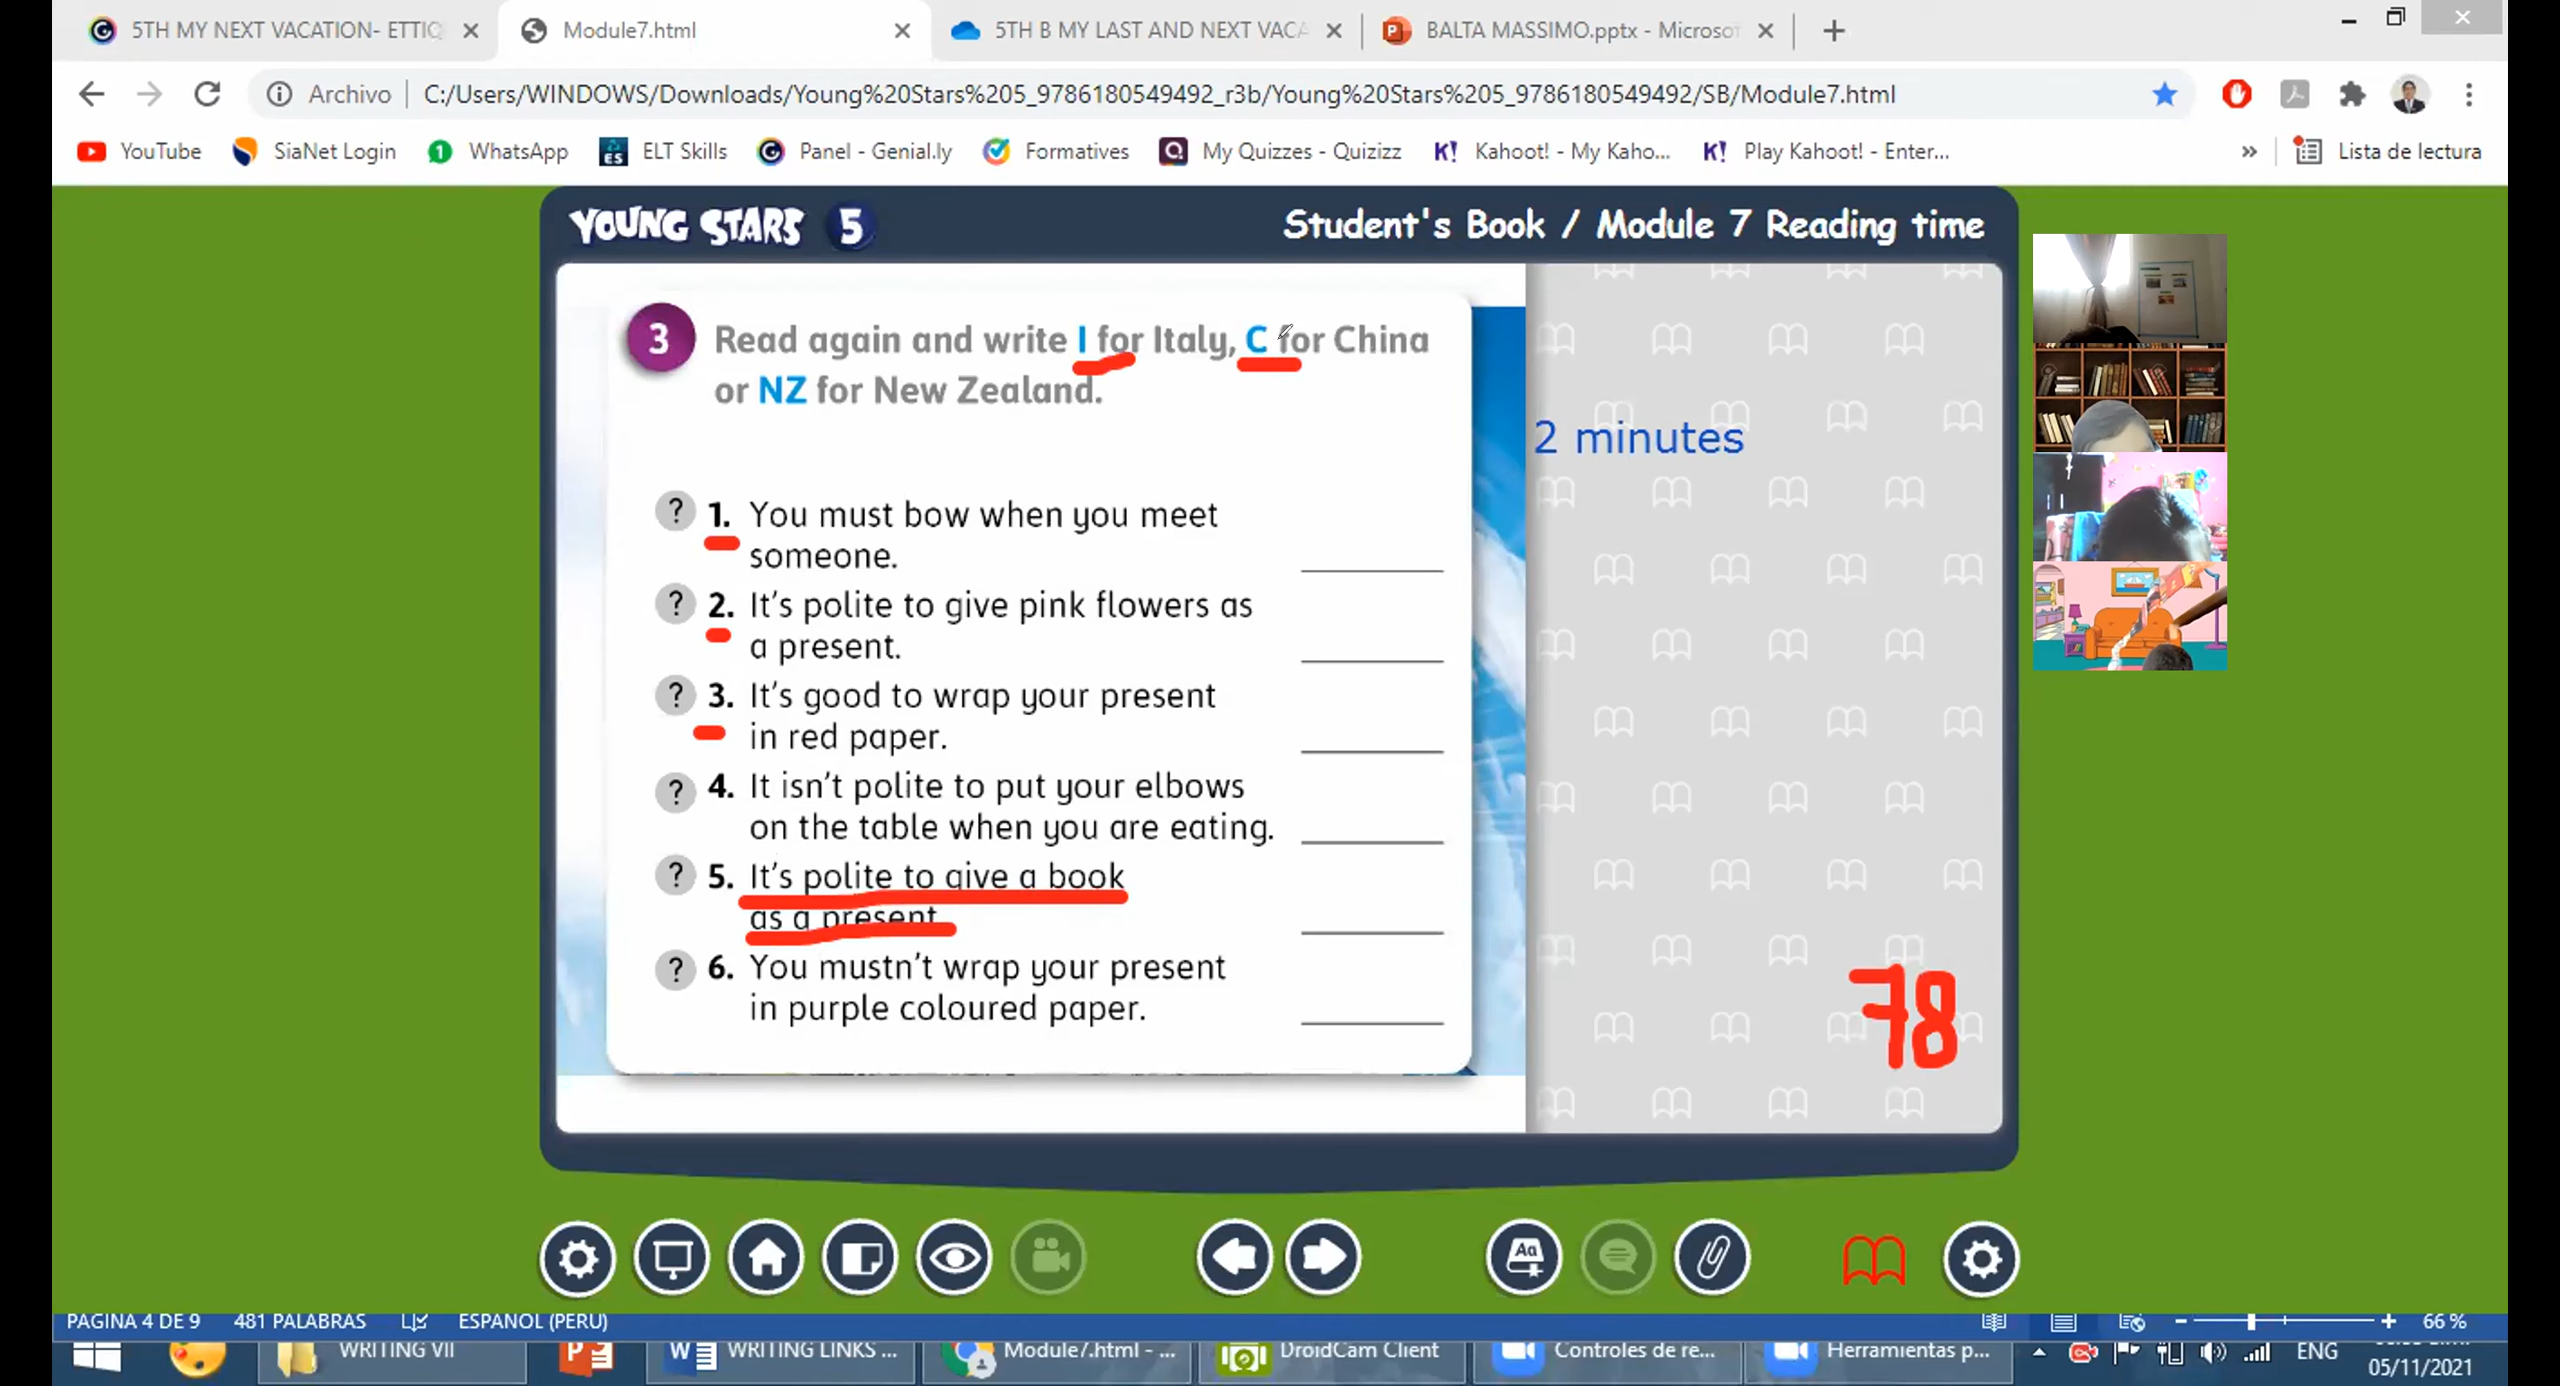 5TH MY NEXT VACATION- ETTIQ
Module7.html
5TH B MY LAST AND NEXT VACA
BALTA MASSIMO.pptx - Microsof
Archivo
C:/Users/WINDOWS/Downloads/Young%20Stars%205_9786180549492_r3b/Young%20Stars%205_9786180549492/SB/Module7.html
YouTube
SiaNet Login
WhatsApp
ELT Skills
Panel - Genial.ly
Formatives
My Quizzes - Quizizz
Kahoot! - My Kaho...
Play Kahoot! - Enter...
»
Lista de lectura
YOUNG STARS 5
Student's Book / Module 7 Reading time
3 Read again and write I for Italy, C for China
or NZ for New Zealand.
2 minutes
? 1. You must bow when you meet
someone.
? 2. It's polite to give pink flowers as
a present.
? 3. It's good to wrap your present
in red paper.
? 4. It isn't polite to put your elbows
on the table when you are eating.
? 5. It's polite to give a book
as a present.
? 6. You mustn't wrap your present
in purple coloured paper.
78
Aa
PAGINA 4 DE 9
481 PALABRAS
ESPAÑOL (PERU)
66 %
WRITING VII
WRITING LINKS ...
Module7.html - ...
DroidCam Client
Controles de re...
Herramientas p...
ENG
05/11/2021